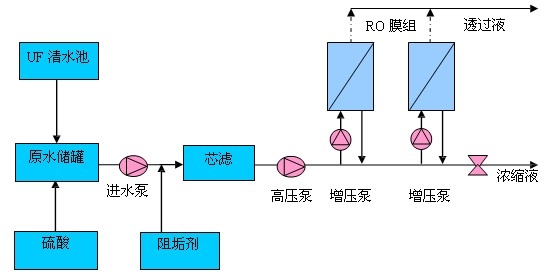 RO 膜组
透过液
UF 清水池
原水储罐
芯滤
进水泵
高压泵
增压泵
增压泵
浓缩液
硫酸
阻垢剂